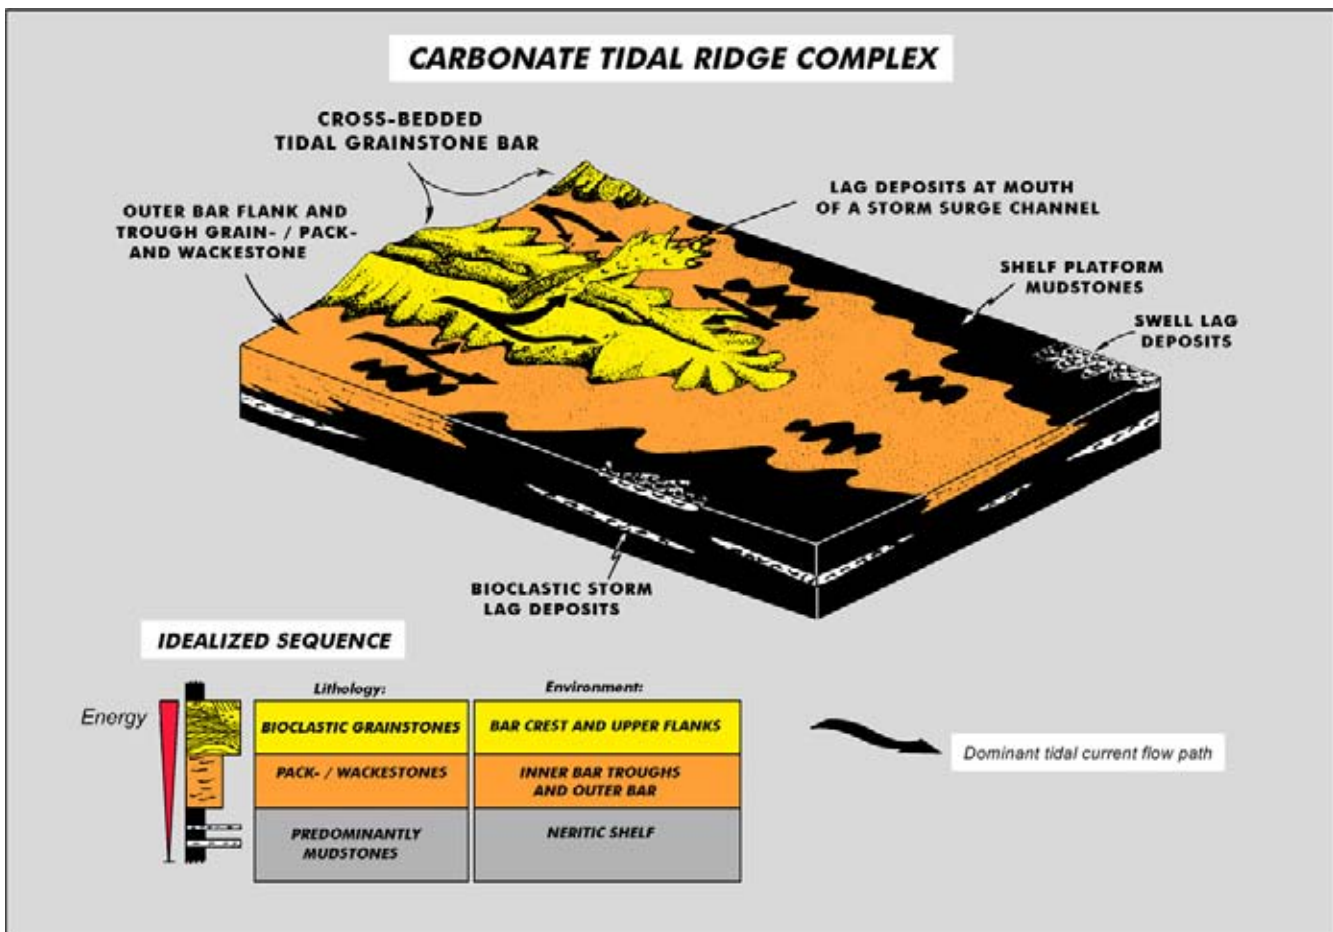 CARBONATE TIDAL RIDGE COMPLEX
CROSS-BEDDED
TIDAL GRAINSTONE BAR
OUTER BAR FLANK AND
TROUGH GRAIN- / PACK-
AND WACKESTONE
LAG DEPOSITS AT MOUTH
OF A STORM SURGE CHANNEL
SHELF PLATFORM
MUDSTONES
SWELL LAG
DEPOSITS
BIOCLASTIC STORM
LAG DEPOSITS
IDEALIZED SEQUENCE
Energy
Lithology:
Environment:
BIOCLASTIC GRAINSTONES
BAR CREST AND UPPER FLANKS
PACK- / WACKESTONES
INNER BAR TROUGHS
AND OUTER BAR
PREDOMINANTLY
MUDSTONES
NERITIC SHELF
Dominant tidal current flow path